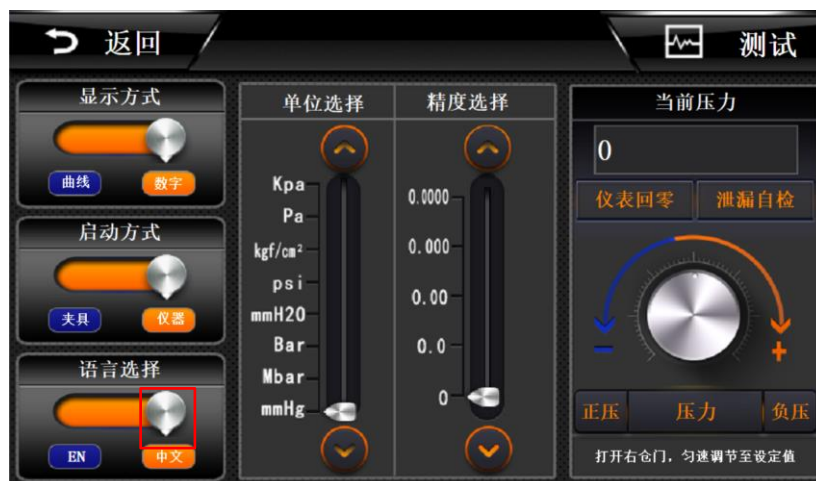 返回
测试
显示方式
曲线
数字
启动方式
夹具
仪器
语言选择
EN
中文
单位选择
Kpa
Pa
kgf/cm²
psi
mmH2O
Bar
Mbar
mmHg
精度选择
0.0000
0.000
0.00
0.0
0
当前压力
0
仪表回零
泄漏自检
－
+
正压
压力
负压
打开右仓门，匀速调节至设定值